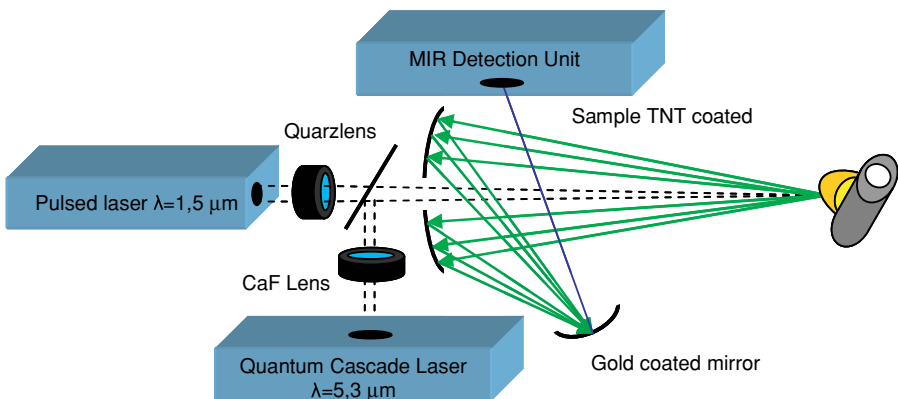 MIR Detection Unit
Sample TNT coated
Quarzlens
Pulsed laser λ=1,5 μm
CaF Lens
Gold coated mirror
Quantum Cascade Laser
λ=5,3 μm